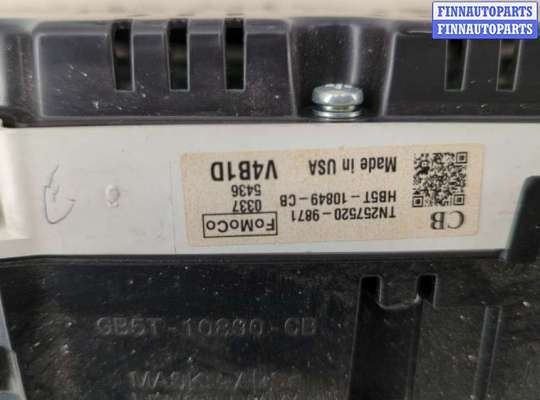 FINNAUTOPARTS
FINNAUTOPARTS
CB
TN257520-9871
HB5T-10849-CB
Made in USA
FoMoCo
0337
5436
V4B1D
GB5T-10890-CB